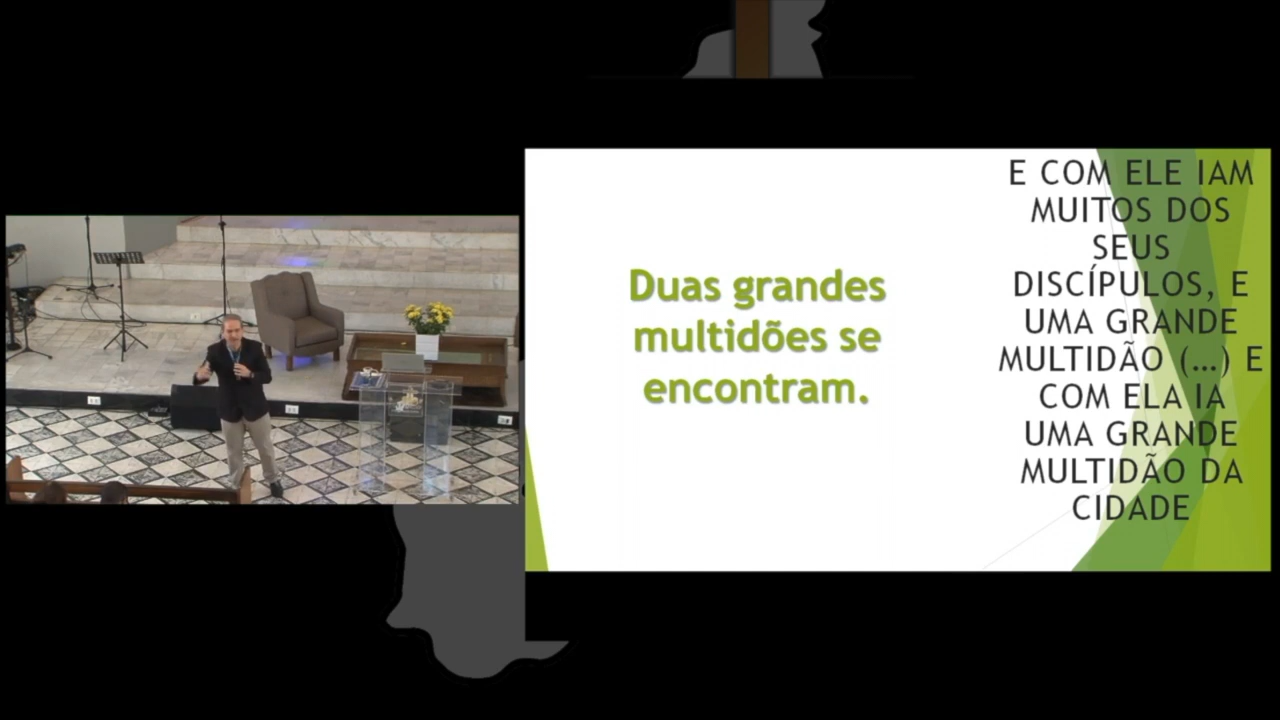 Duas grandes
multidões se
encontram.
E COM ELE IAM
MUITOS DOS
SEUS
DISCÍPULOS, E
UMA GRANDE
MULTIDÃO (...) E
COM ELA IA
UMA GRANDE
MULTIDÃO DA
CIDADE